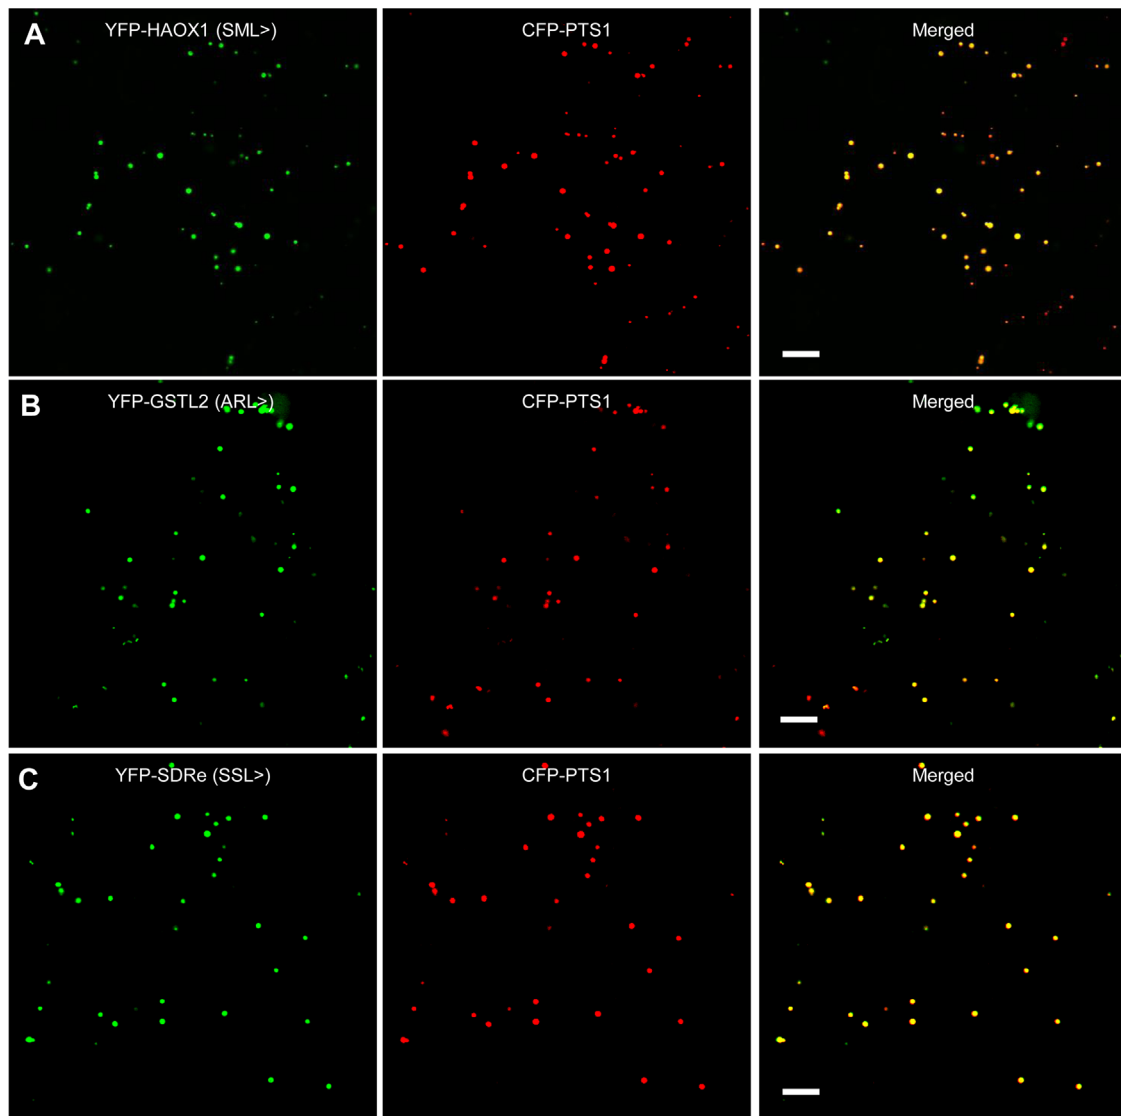 A YFP-HAOX1 (SML>) CFP-PTS1 Merged
B YFP-GSTL2 (ARL>) CFP-PTS1 Merged
C YFP-SDRe (SSL>) CFP-PTS1 Merged